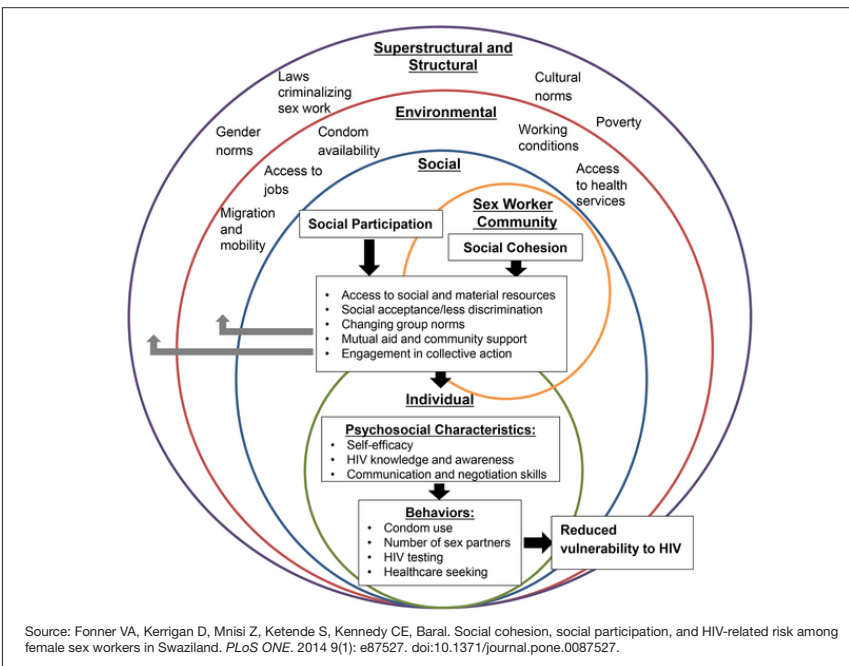 Superstructural and
Structural
Laws
criminalizing
sex work
Cultural
norms
Environmental
Gender
norms
Condom
availability
Working
conditions
Poverty
Social
Access to
jobs
Access
to health
services
Migration
and
mobility
Social Participation
Sex Worker
Community
Social Cohesion
• Access to social and material resources
• Social acceptance/less discrimination
• Changing group norms
• Mutual aid and community support
• Engagement in collective action
Individual
Psychosocial Characteristics:
• Self-efficacy
• HIV knowledge and awareness
• Communication and negotiation skills
Behaviors:
• Condom use
• Number of sex partners
• HIV testing
• Healthcare seeking
Reduced
vulnerability to HIV
Source: Fonner VA, Kerrigan D, Mnisi Z, Ketende S, Kennedy CE, Baral. Social cohesion, social participation, and HIV-related risk among
female sex workers in Swaziland. PLoS ONE. 2014 9(1): e87527. doi:10.1371/journal.pone.0087527.